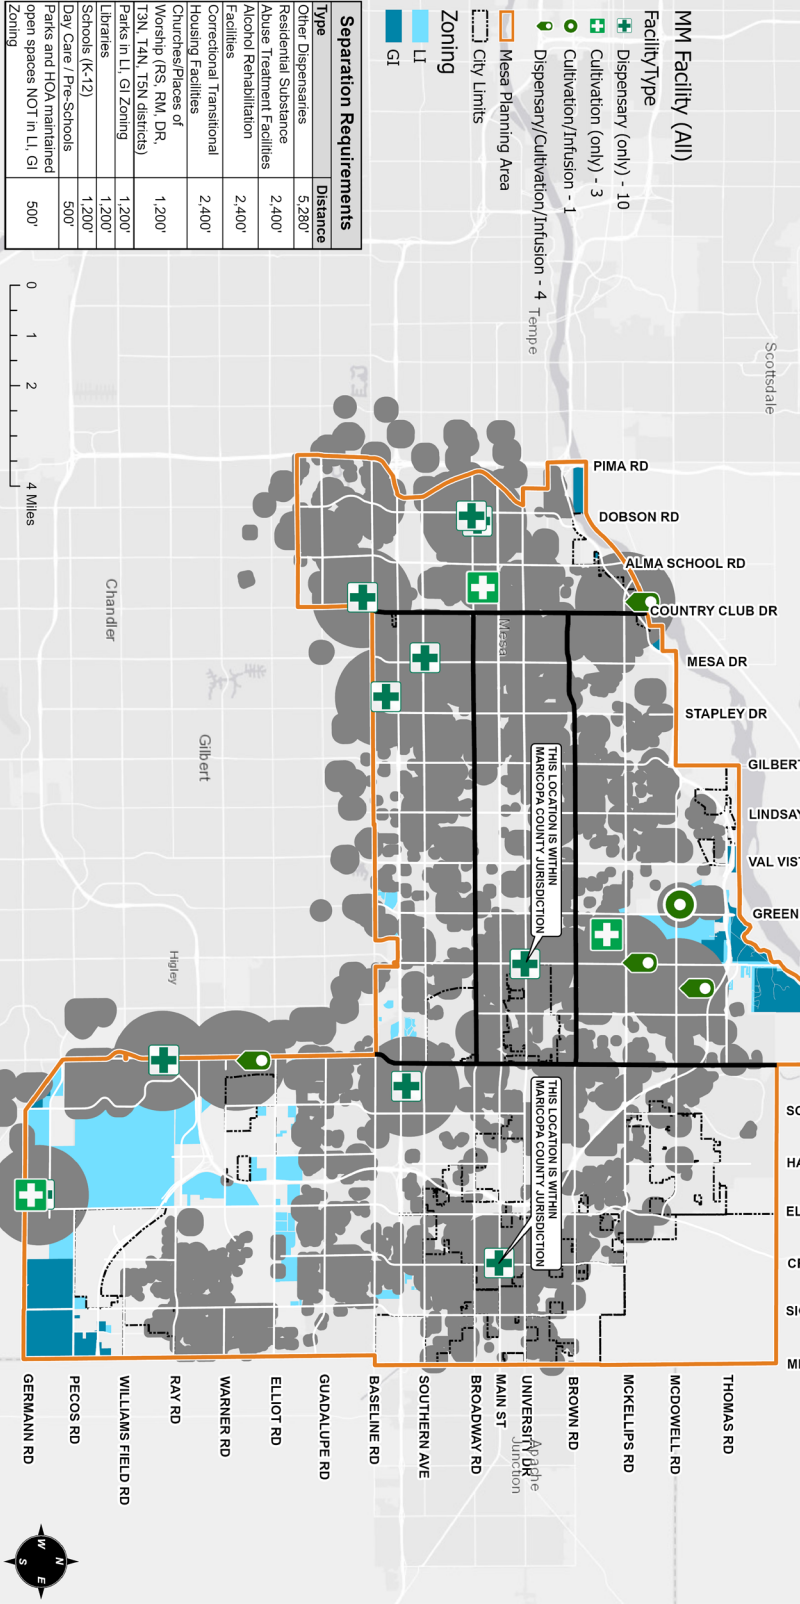 MM Facility (All)
FacilityType
Dispensary (only) - 10
Cultivation (only) - 3
Cultivation/Infusion - 1
Dispensary/Cultivation/Infusion - 4
Mesa Planning Area
City Limits
Zoning
LI
GI
Separation Requirements
Type Distance
Other Dispensaries 5,280'
Residential Substance
Abuse Treatment Facilities 2,400'
Alcohol Rehabilitation
Facilities 2,400'
Correctional Transitional
Housing Facilities 2,400'
Churches/Places of
Worship (RS, RM, DR,
T3N, T4N, T5N districts) 1,200'
Parks in LI, GI Zoning 1,200'
Libraries 1,200'
Schools (K-12) 1,200'
Day Care / Pre-Schools 500'
Parks and HOA maintained
open spaces NOT in LI, GI
Zoning 500'
0 1 2 4 Miles
Scottsdale
Tempe
Mesa
Chandler
Gilbert
Higley
Apache
Junction
PIMA RD
DOBSON RD
ALMA SCHOOL RD
COUNTRY CLUB DR
MESA DR
STAPLEY DR
GILBERT
LINDSAY
VAL VIST
GREEN
SO
HA
EL
CR
SIG
ME
THIS LOCATION IS WITHIN
MARICOPA COUNTY JURISDICTION
THIS LOCATION IS WITHIN
MARICOPA COUNTY JURISDICTION
THOMAS RD
MCDOWELL RD
MCKELLIPS RD
BROWN RD
UNIVERSITY DR
MAIN ST
BROADWAY RD
SOUTHERN AVE
BASELINE RD
GUADALUPE RD
ELLIOT RD
WARNER RD
RAY RD
WILLIAMS FIELD RD
PECOS RD
GERMANN RD
N
W
E
S